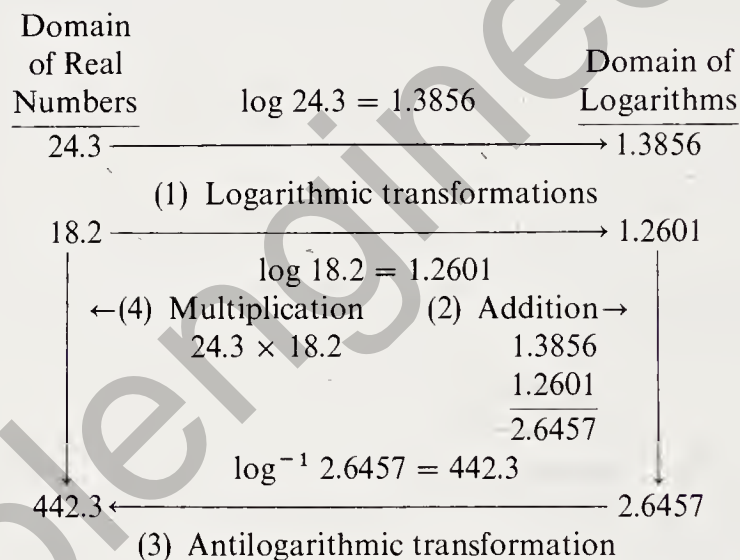 Domain
of Real
Numbers
Domain of
Logarithms
log 24.3 = 1.3856
24.3 → 1.3856
(1) Logarithmic transformations
18.2 → 1.2601
log 18.2 = 1.2601
←(4) Multiplication (2) Addition→
24.3 × 18.2 1.3856
1.2601
2.6457
log⁻¹ 2.6457 = 442.3
442.3 ← 2.6457
(3) Antilogarithmic transformation